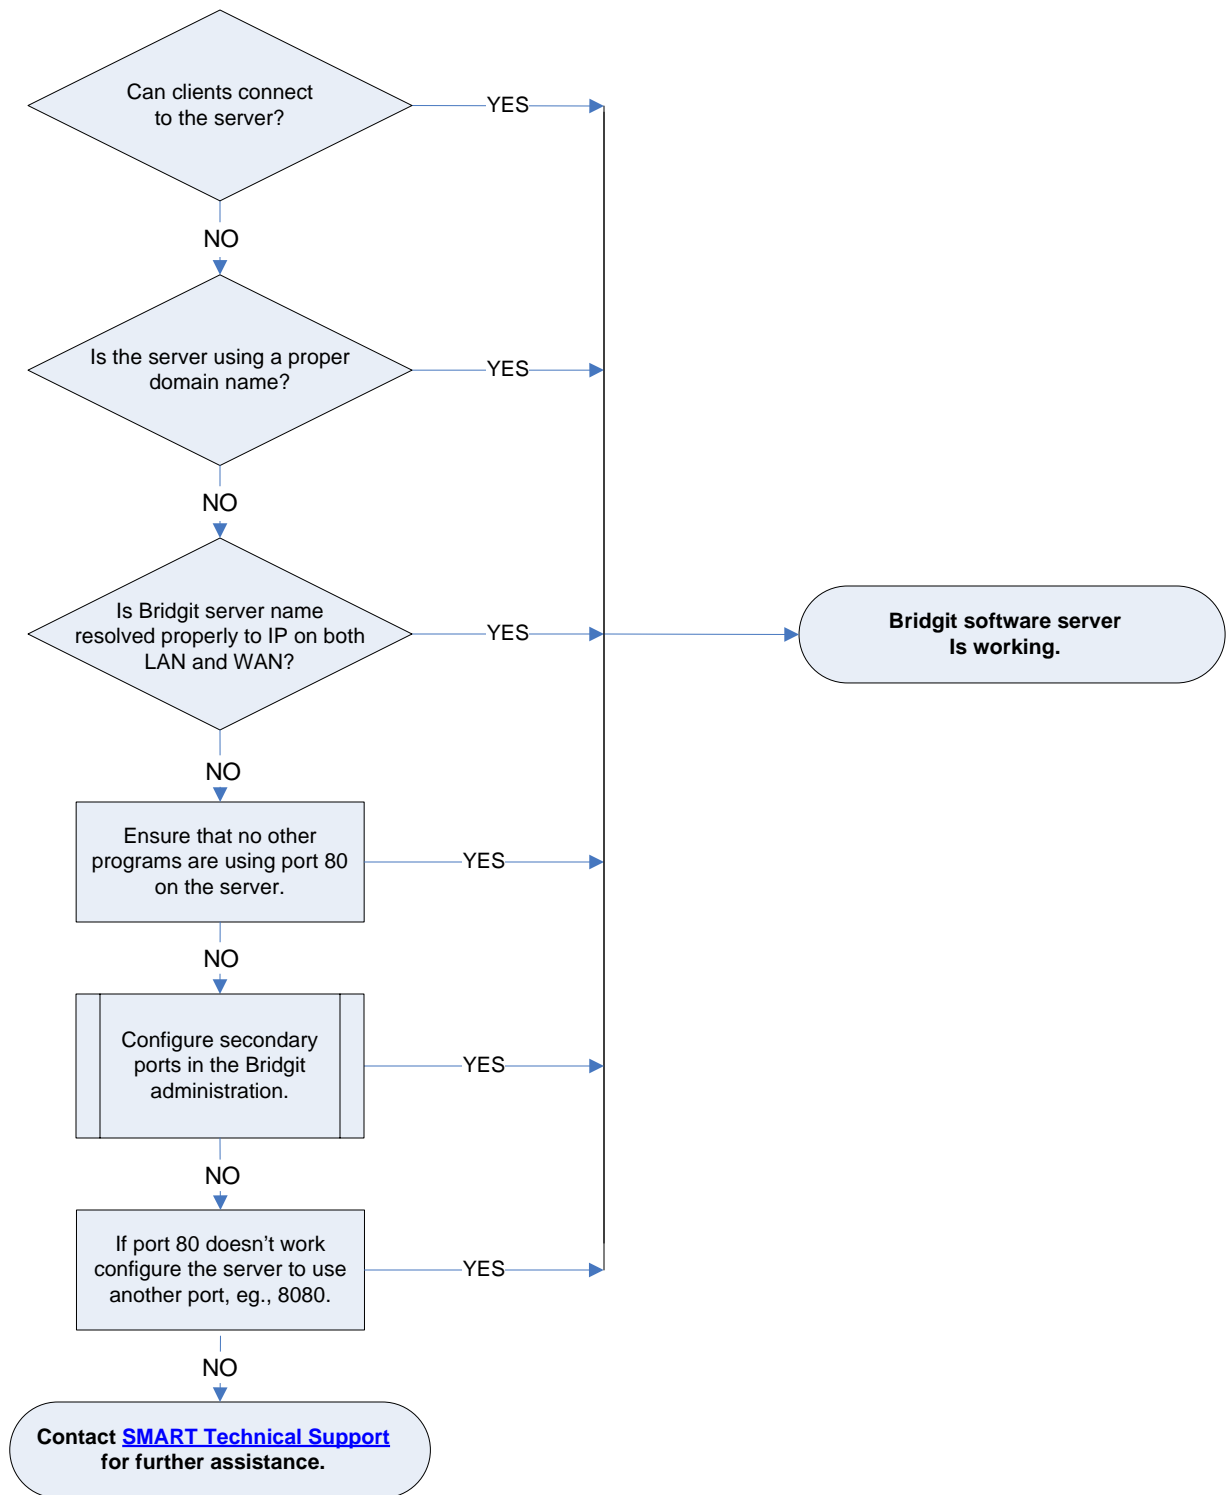 Can clients connect
to the server?
YES
NO
Is the server using a proper
domain name?
YES
NO
Is Bridgit server name
resolved properly to IP on both
LAN and WAN?
YES
Bridgit software server
Is working.
NO
Ensure that no other
programs are using port 80
on the server.
YES
NO
Configure secondary
ports in the Bridgit
administration.
YES
NO
If port 80 doesn’t work
configure the server to use
another port, eg., 8080.
YES
NO
Contact SMART Technical Support
for further assistance.